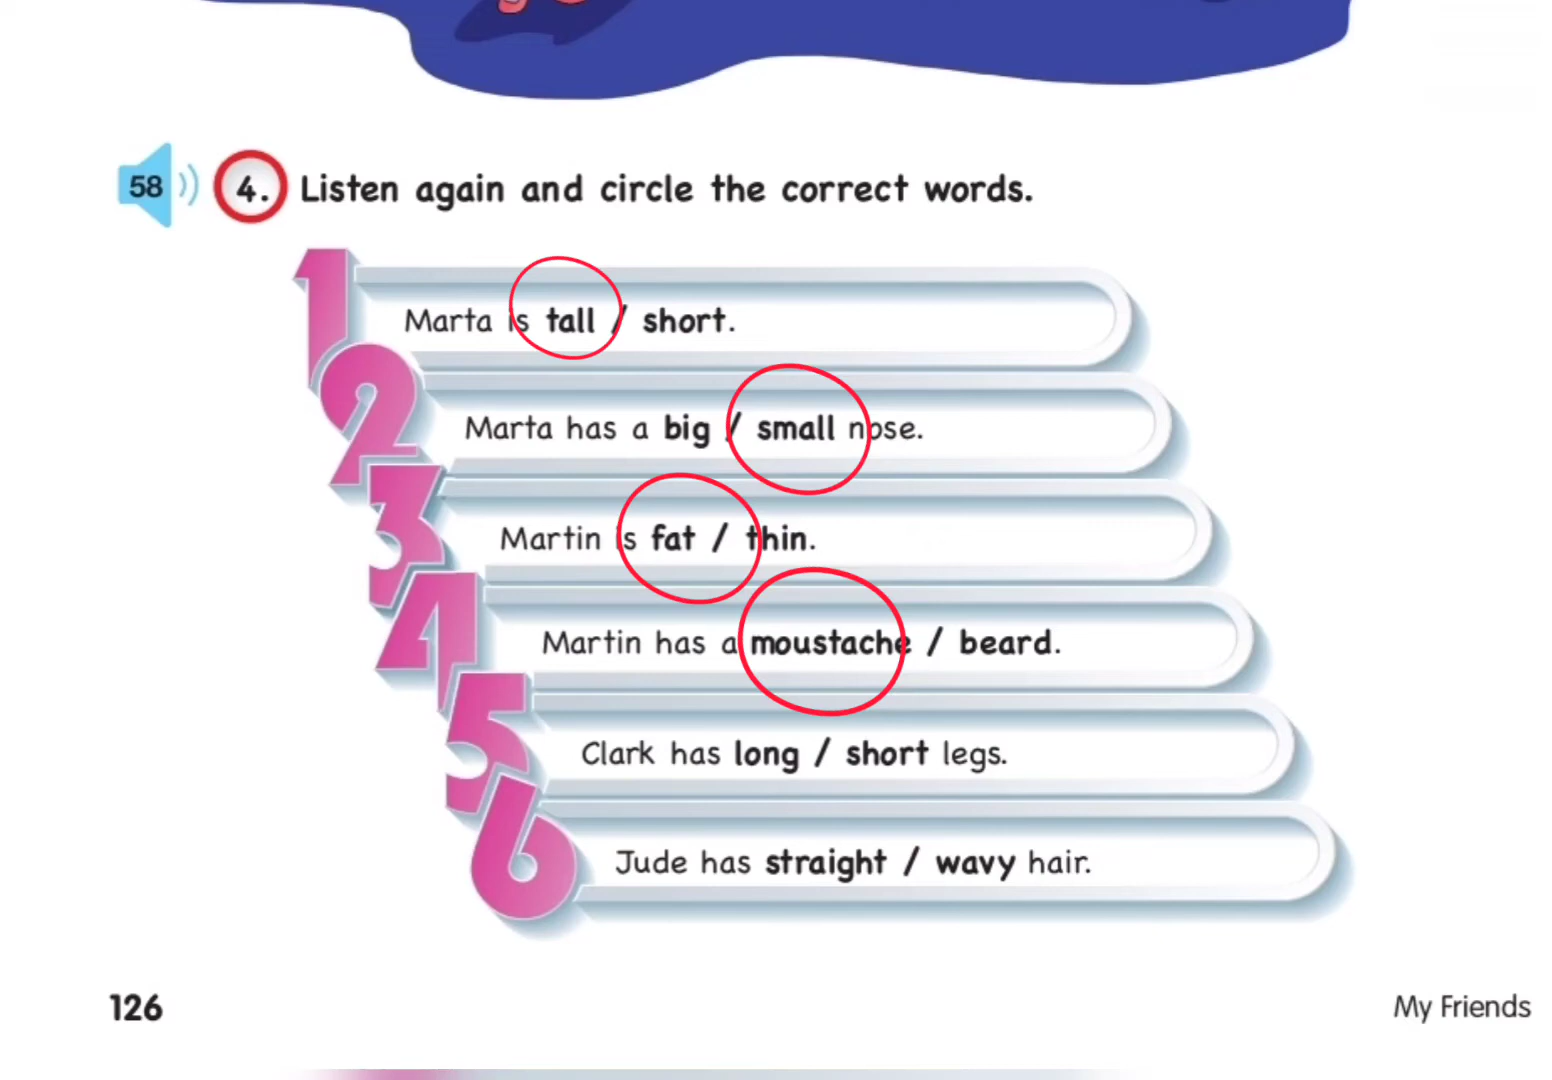 58 4. Listen again and circle the correct words.
1 Marta is tall / short.
2 Marta has a big / small nose.
3 Martin is fat / thin.
4 Martin has a moustache / beard.
5 Clark has long / short legs.
6 Jude has straight / wavy hair.
126 My Friends